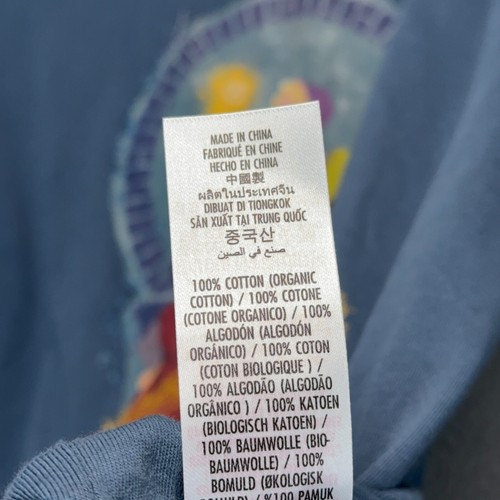 MADE IN CHINA
FABRIQUÉ EN CHINE
HECHO EN CHINA
中國製
ผลิตในประเทศจีน
DIBUAT DI TIONGKOK
SẢN XUẤT TẠI TRUNG QUỐC
중국산
صنع في الصين
100% COTTON (ORGANIC
COTTON) / 100% COTONE
(COTONE ORGANICO) / 100%
ALGODÓN (ALGODÓN
ORGÁNICO) / 100% COTON
(COTON BIOLOGIQUE ) /
100% ALGODÃO (ALGODÃO
ORGÂNICO ) / 100% KATOEN
(BIOLOGISCH KATOEN) /
100% BAUMWOLLE (BIO-
BAUMWOLLE) / 100%
BOMULD (ØKOLOGISK
BOMULD) / %100 PAMUK